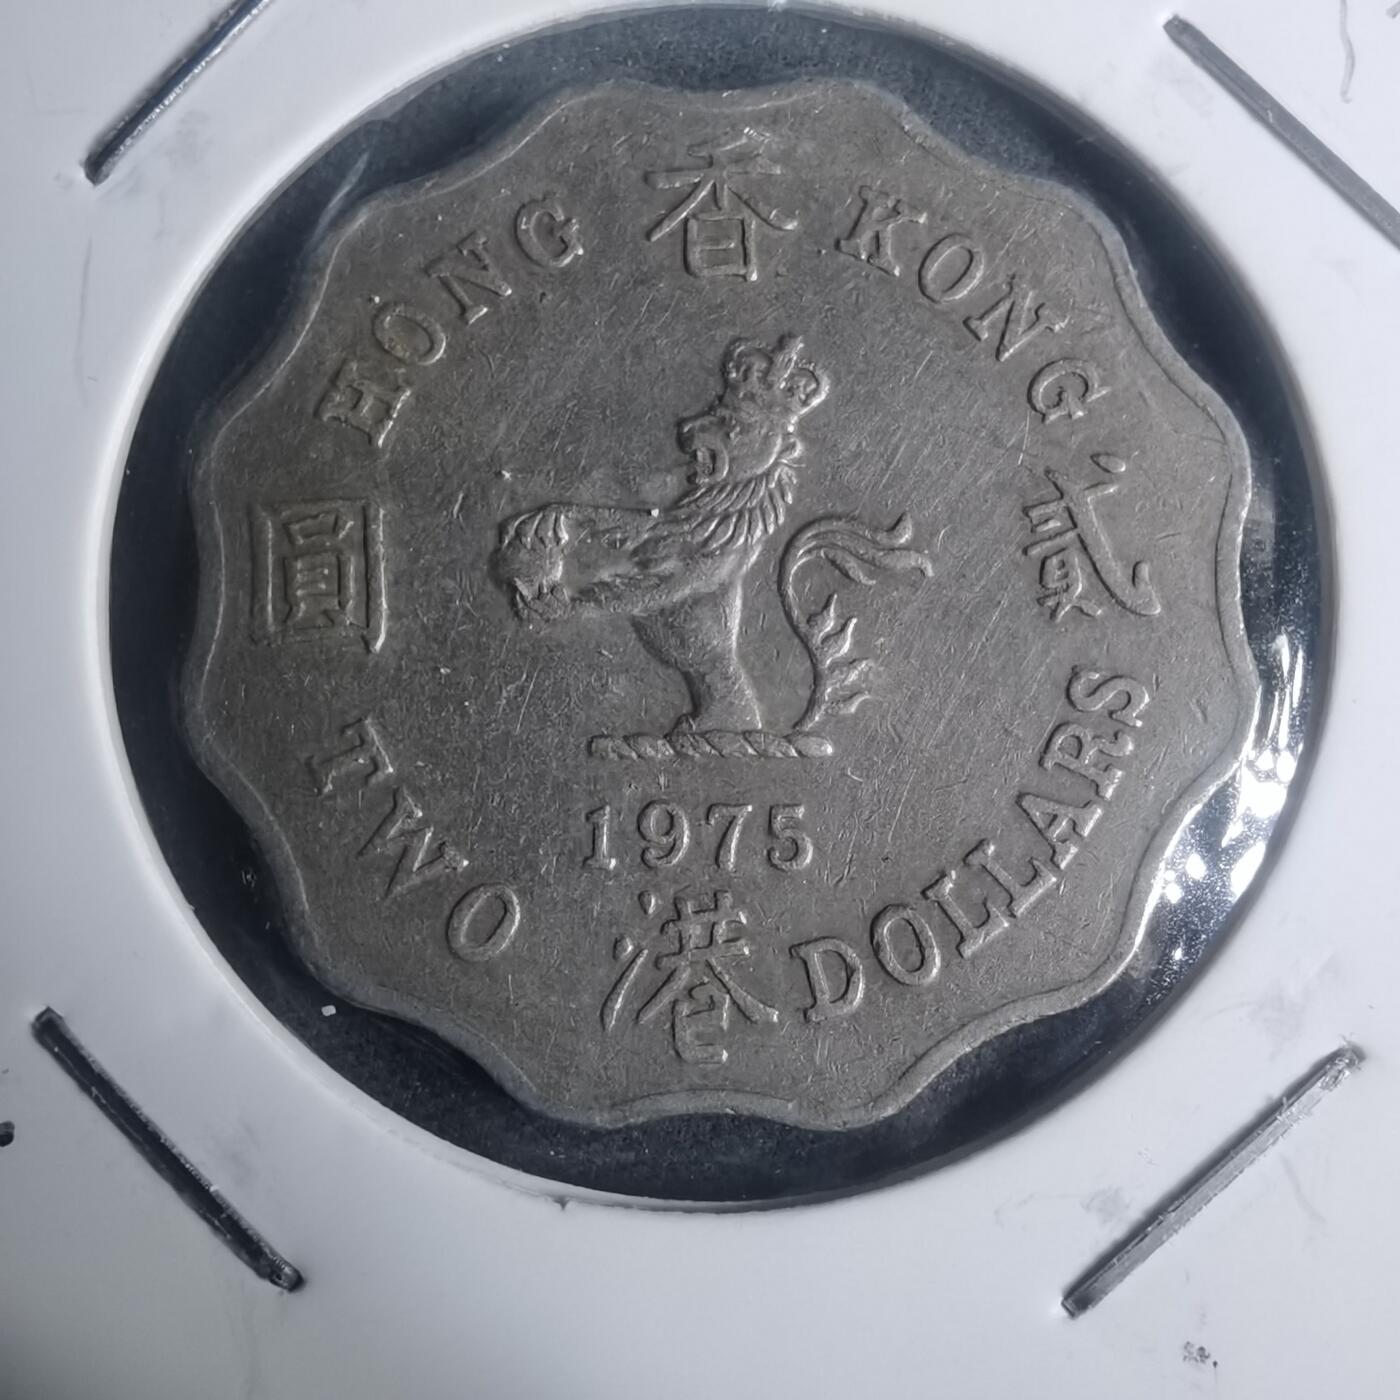 HONG KONG
香
圓
貳
1975
港
TWO DOLLARS